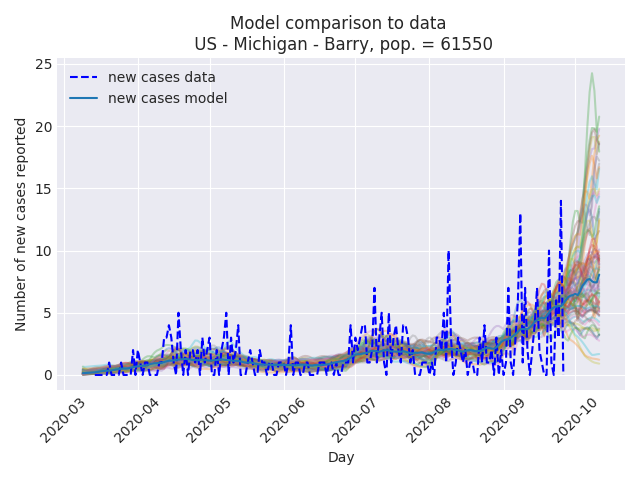 Model comparison to data
US - Michigan - Barry, pop. = 61550
new cases data
new cases model
Number of new cases reported
25
20
15
10
5
0
2020-03
2020-04
2020-05
2020-06
2020-07
2020-08
2020-09
2020-10
Day